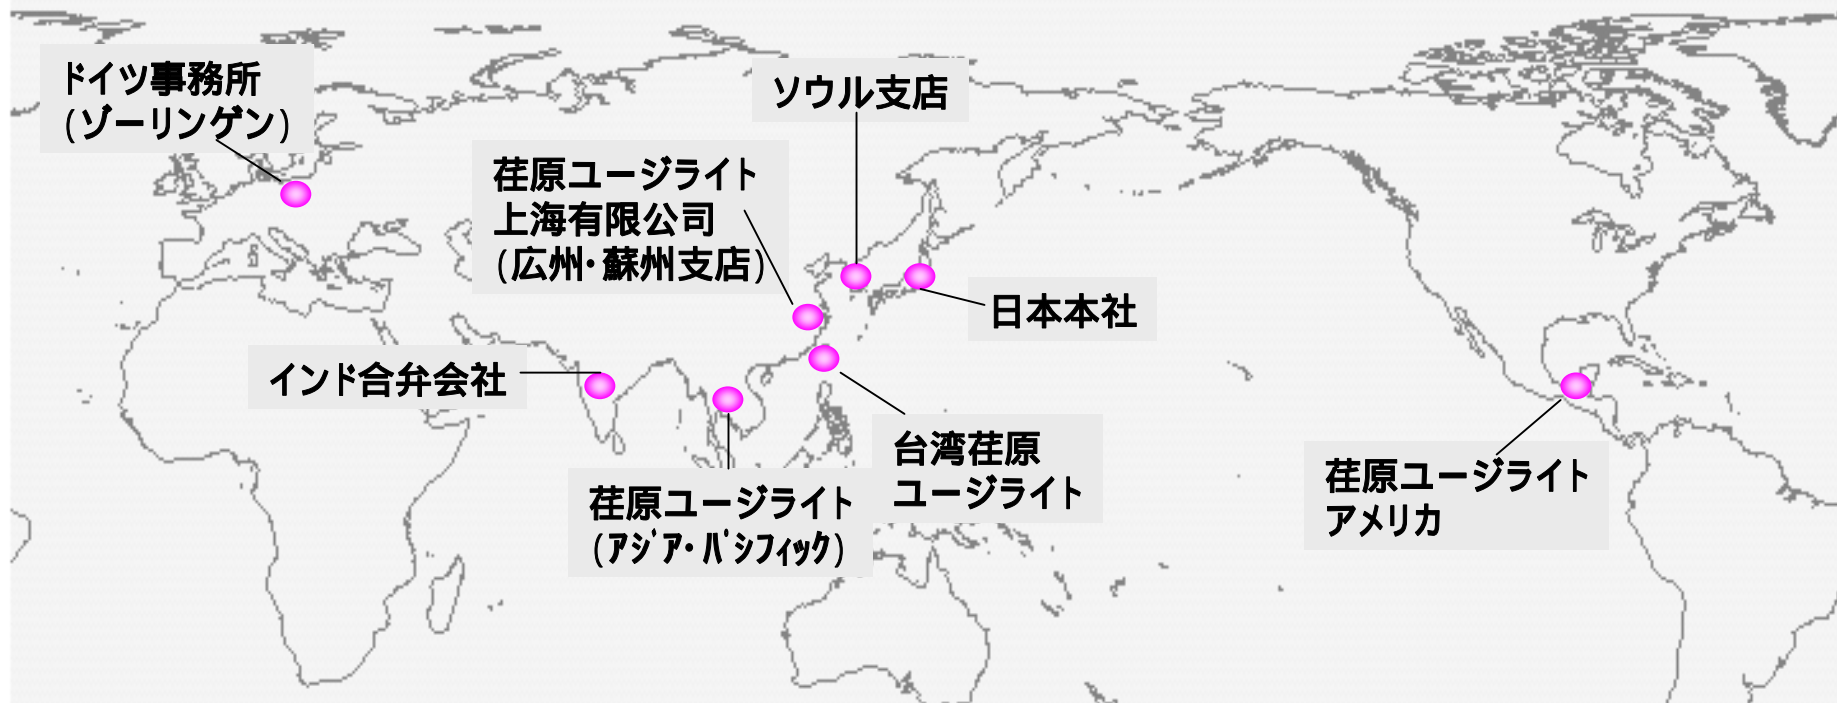 ドイツ事務所
(ゾーリンゲン)
ソウル支店
荏原ユージライト
上海有限公司
(広州･蘇州支店)
日本本社
インド合弁会社
台湾荏原
ユージライト
荏原ユージライト
(ｱｼﾞｱ･ﾊﾟｼﾌｨｯｸ)
荏原ユージライト
アメリカ